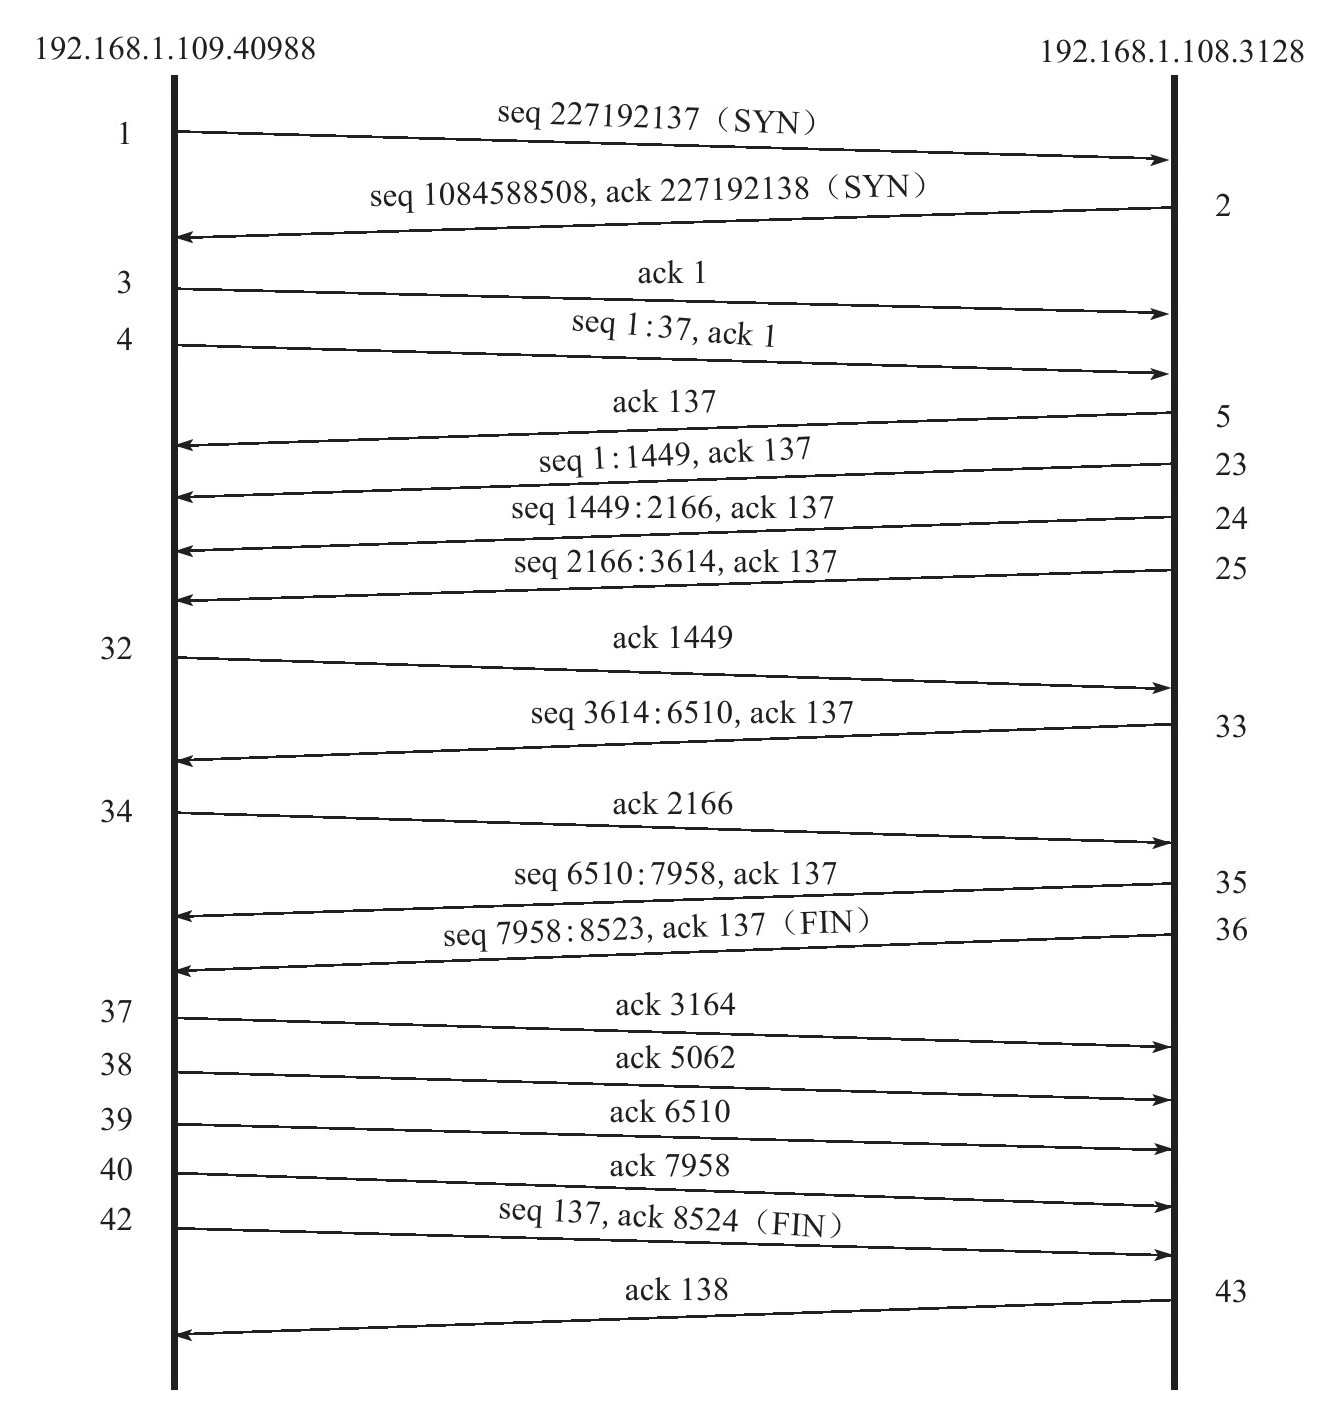 192.168.1.109.40988
192.168.1.108.3128
1
seq 227192137（SYN）
seq 1084588508, ack 227192138（SYN）
2
3
ack 1
4
seq 1:37, ack 1
ack 137
5
seq 1:1449, ack 137
23
seq 1449:2166, ack 137
24
seq 2166:3614, ack 137
25
32
ack 1449
seq 3614:6510, ack 137
33
34
ack 2166
seq 6510:7958, ack 137
35
seq 7958:8523, ack 137（FIN）
36
37
ack 3164
38
ack 5062
39
ack 6510
40
ack 7958
42
seq 137, ack 8524（FIN）
ack 138
43